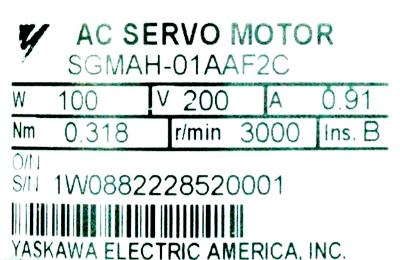 AC SERVO MOTOR
SGMAH-01AAF2C
W 100 V 200 A 0.91
Nm 0.318 r/min 3000 Ins. B
O/N
S/N 1W0882228520001
YASKAWA ELECTRIC AMERICA, INC.